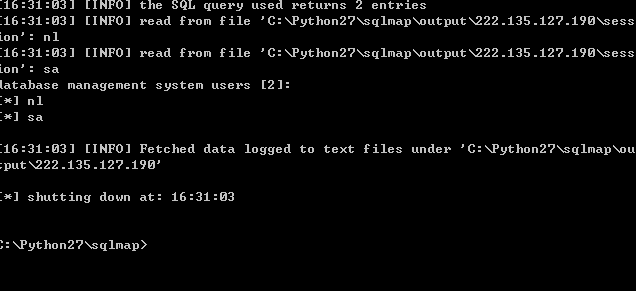 [16:31:03] [INFO] the SQL query used returns 2 entries
[16:31:03] [INFO] read from file 'C:\Python27\sqlmap\output\222.135.127.190\sess
ion': nl
[16:31:03] [INFO] read from file 'C:\Python27\sqlmap\output\222.135.127.190\sess
ion': sa
database management system users [2]:
[*] nl
[*] sa
[16:31:03] [INFO] Fetched data logged to text files under 'C:\Python27\sqlmap\ou
tput\222.135.127.190'
[*] shutting down at: 16:31:03
C:\Python27\sqlmap>